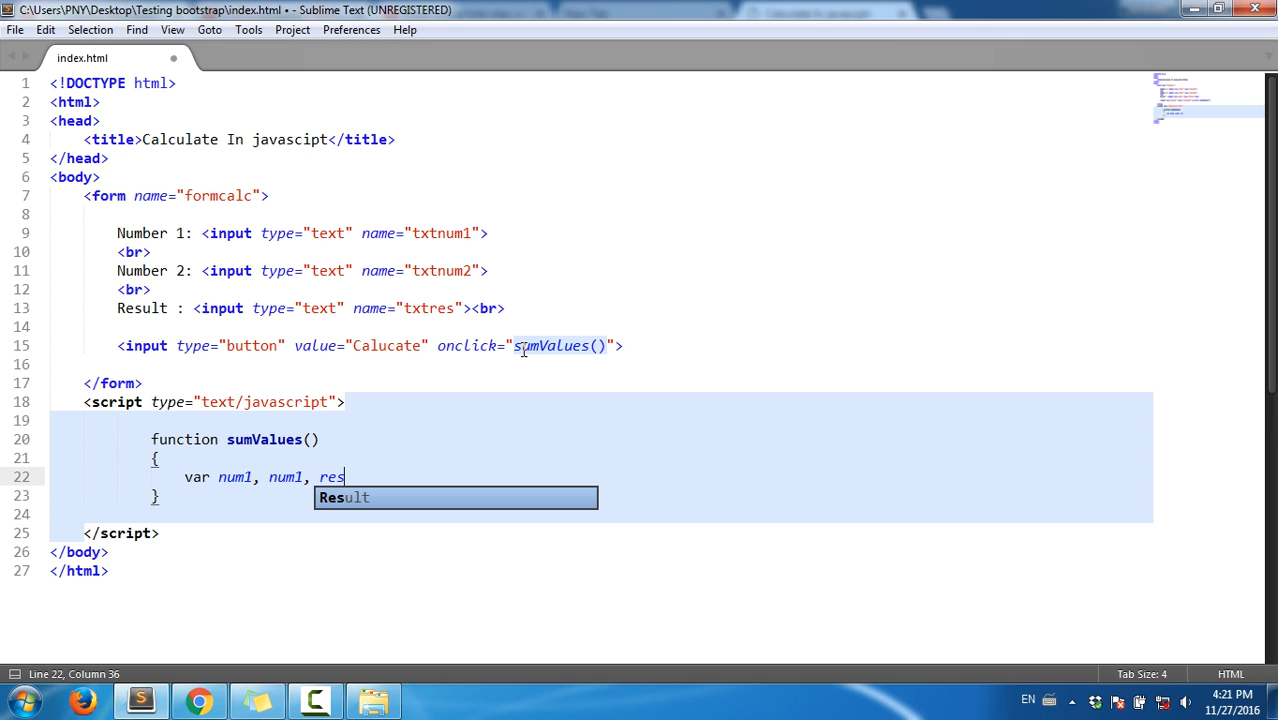 C:\Users\PNY\Desktop\Testing bootstrap\index.html • - Sublime Text (UNREGISTERED)
File Edit Selection Find View Goto Tools Project Preferences Help
index.html
1 <!DOCTYPE html>
2 <html>
3 <head>
4 <title>Calculate In javascipt</title>
5 </head>
6 <body>
7 <form name="formcalc">
8
9 Number 1: <input type="text" name="txtnum1">
10 <br>
11 Number 2: <input type="text" name="txtnum2">
12 <br>
13 Result : <input type="text" name="txtres"><br>
14
15 <input type="button" value="Calucate" onclick="sumValues()">
16
17 </form>
18 <script type="text/javascript">
19
20 function sumValues()
21 {
22 var num1, num1, res
Result
23 }
24
25 </script>
26 </body>
27 </html>
Line 22, Column 36 Tab Size: 4 HTML
EN 4:21 PM
11/27/2016